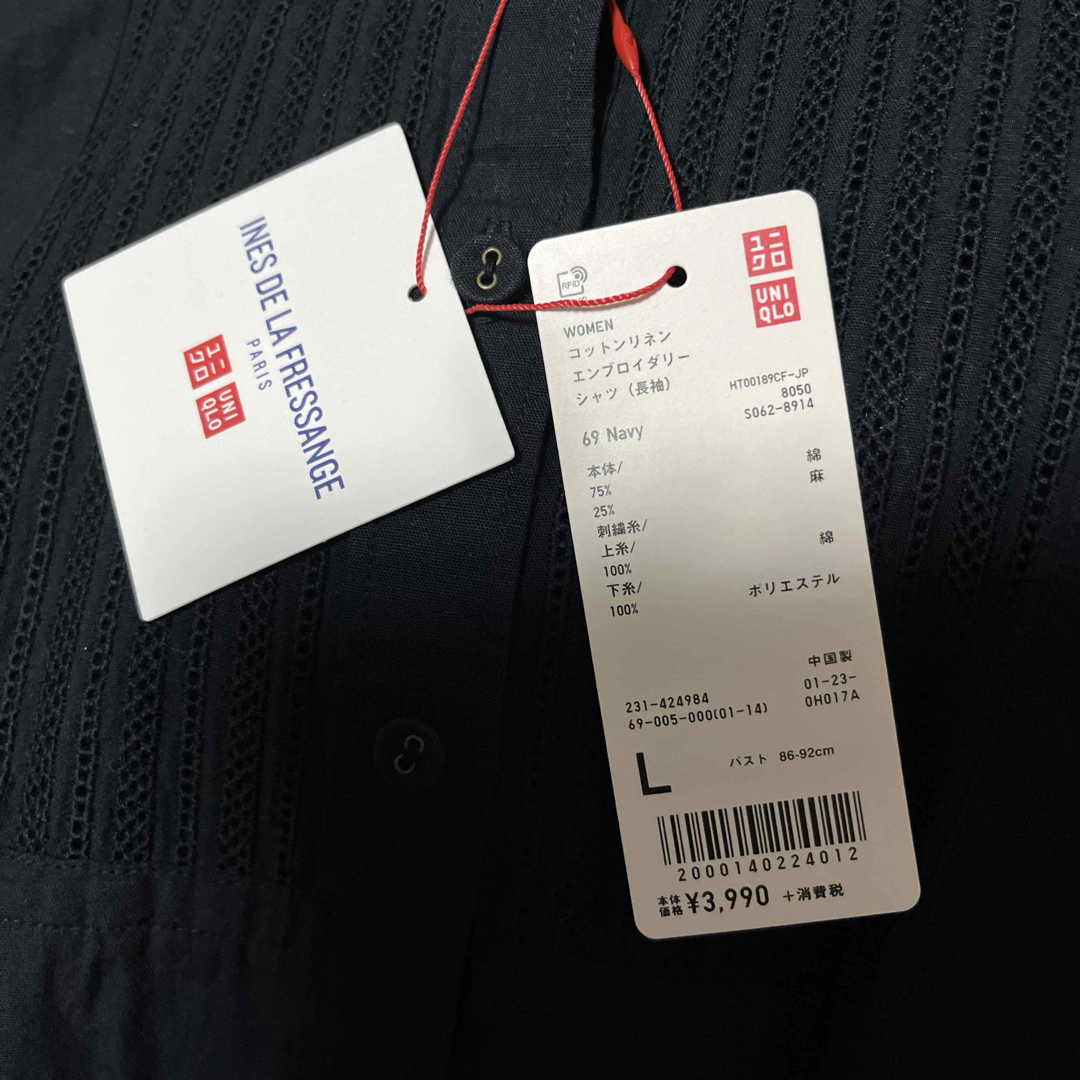 INES DE LA FRESSANGE
PARIS
ユニ
クロ
UNI
QLO
RFID
ユニ
クロ
UNI
QLO
WOMEN
コットンリネン
エンブロイダリー
シャツ（長袖）
HT00189CF-JP
8050
S062-8914
69 Navy
本体/
75% 綿
25% 麻
刺繍糸/
上糸/
100% 綿
下糸/
100% ポリエステル
中国製
231-424984 01-23-
69-005-000(01-14) 0H017A
L バスト 86-92cm
2000140224012
本体
価格 ¥3,990 +消費税